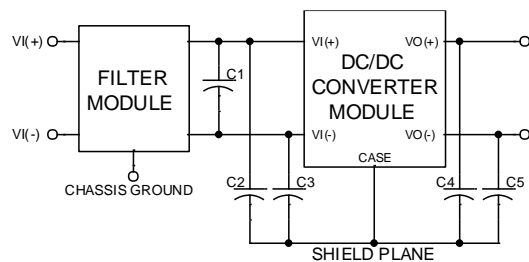 VI(+)
VI(-)
FILTER
MODULE
CHASSIS GROUND
C1
C2
C3
VI(+)
VI(-)
DC/DC
CONVERTER
MODULE
CASE
VO(+)
VO(-)
C4
C5
SHIELD PLANE